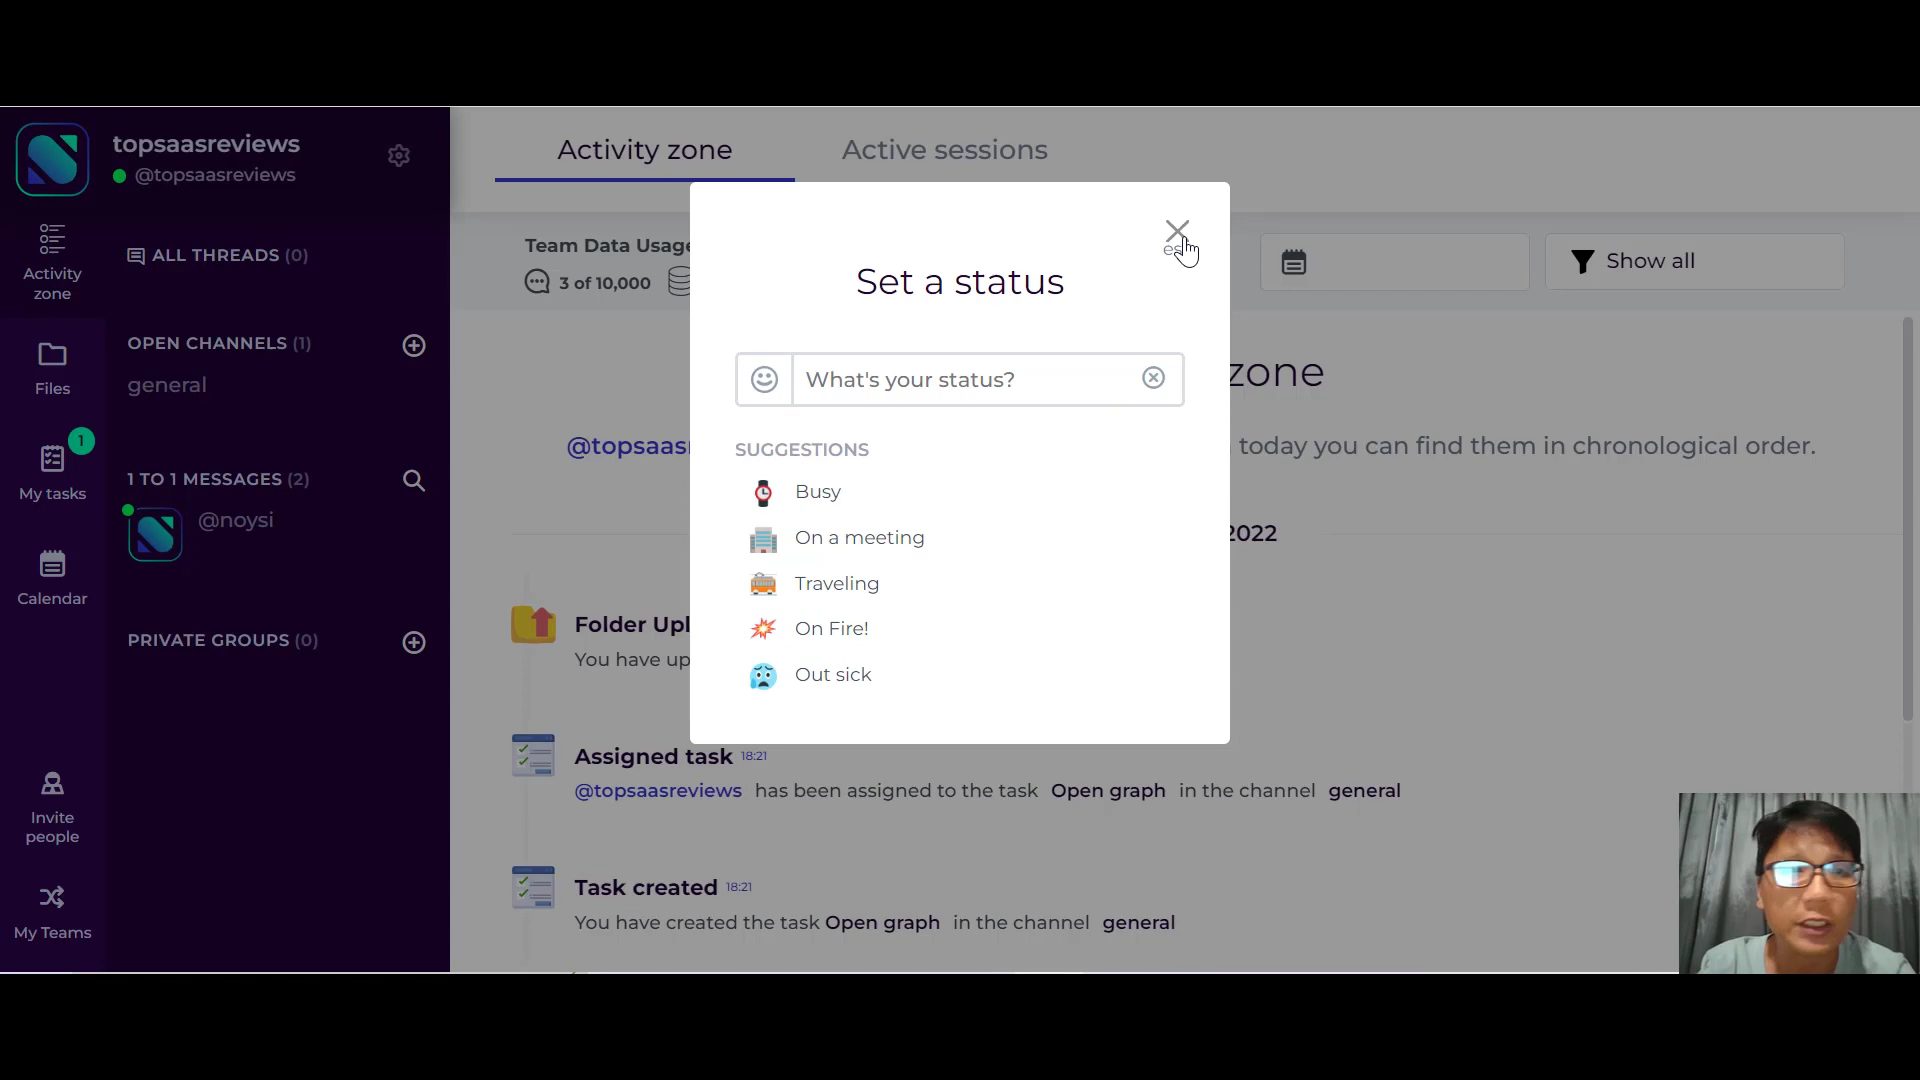 topsaasreviews
@topsaasreviews
Activity zone
Files
1
My tasks
Calendar
Invite people
My Teams
ALL THREADS (0)
OPEN CHANNELS (1)
general
1 TO 1 MESSAGES (2)
@noysi
PRIVATE GROUPS (0)
Activity zone
Active sessions
Team Data Usage
3 of 10,000
Show all
Set a status
What's your status?
SUGGESTIONS
Busy
On a meeting
Traveling
On Fire!
Out sick
zone
today you can find them in chronological order.
2022
Folder Upl
You have up
Assigned task 18:21
@topsaasreviews has been assigned to the task Open graph in the channel general
Task created 18:21
You have created the task Open graph in the channel general